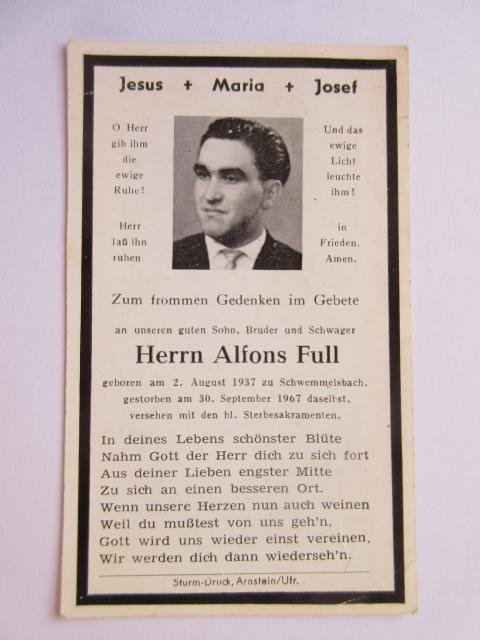 Jesus + Maria + Josef
O Herr
gib ihm
die
ewige
Ruhe!
Herr
laß ihn
ruhen
Und das
ewige
Licht
leuchte
ihm!
in
Frieden.
Amen.
Zum frommen Gedenken im Gebete
an unseren guten Sohn, Bruder und Schwager
Herrn Alfons Full
geboren am 2. August 1937 zu Schwemmelsbach,
gestorben am 30. September 1967 daselbst,
versehen mit den hl. Sterbesakramenten.
In deines Lebens schönster Blüte
Nahm Gott der Herr dich zu sich fort
Aus deiner Lieben engster Mitte
Zu sich an einen besseren Ort.
Wenn unsere Herzen nun auch weinen
Weil du mußtest von uns geh'n,
Gott wird uns wieder einst vereinen,
Wir werden dich dann wiederseh'n.
Sturm-Druck, Arnstein/Ufr.